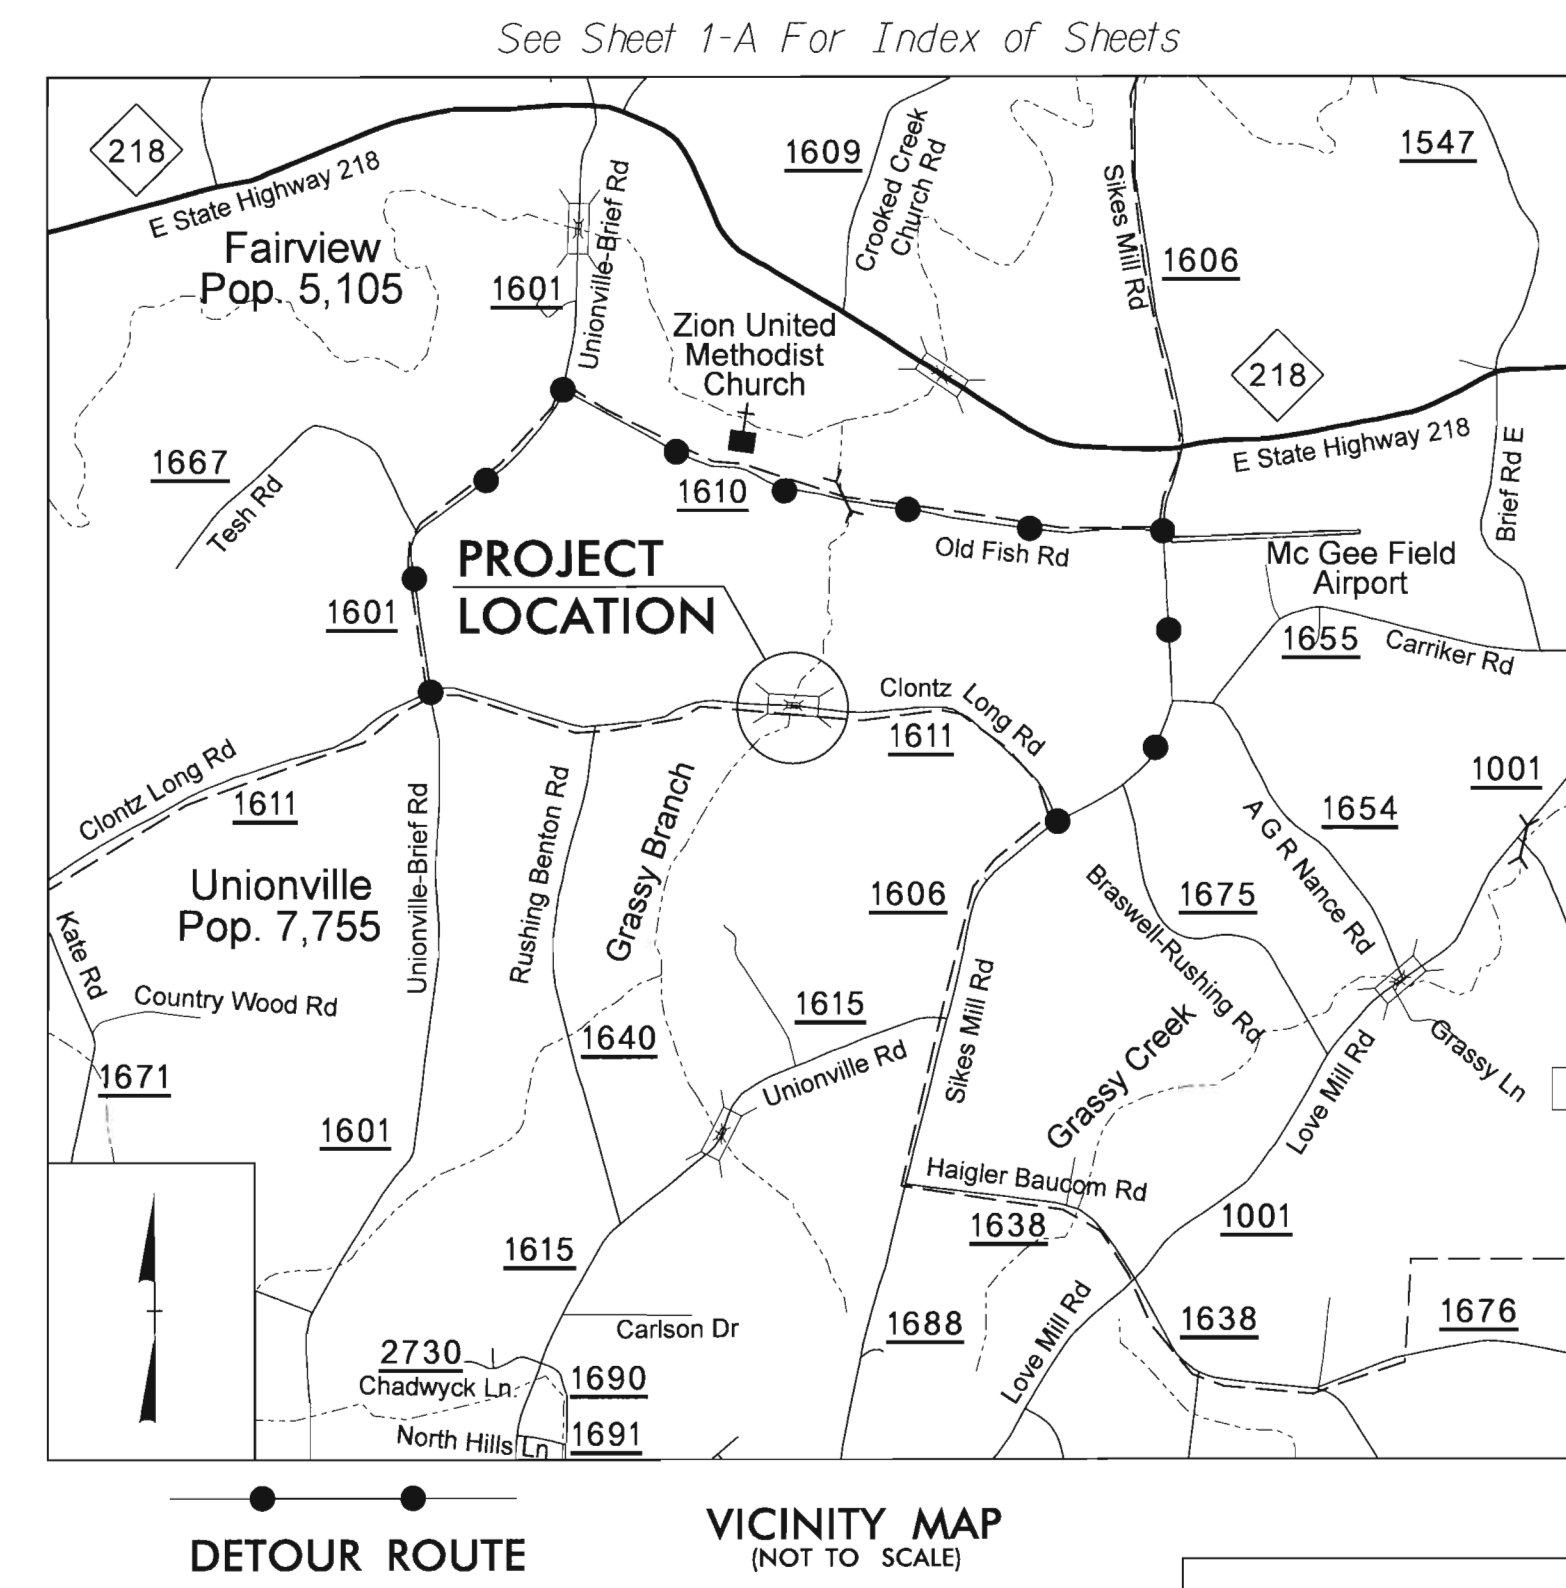 See Sheet 1-A For Index of Sheets
218
E State Highway 218
Fairview
Pop. 5,105
1601
Unionville-Brief Rd
1609
Crooked Creek
Church Rd
Sikes Mill Rd
1606
1547
Zion United
Methodist
Church
218
E State Highway 218
Brief Rd E
1667
Tesh Rd
1610
Old Fish Rd
Mc Gee Field
Airport
PROJECT
LOCATION
1601
1655
Carriker Rd
Clontz Long Rd
1611
Clontz Long Rd
1611
Unionville
Pop. 7,755
Unionville-Brief Rd
Rushing Benton Rd
Grassy Branch
1001
1654
A G R Nance Rd
1606
1675
Braswell-Rushing Rd
Kate Rd
Country Wood Rd
1671
1601
1640
1615
Unionville Rd
Sikes Mill Rd
Grassy Creek
Love Mill Rd
Grassy Ln
Haigler Baucom Rd
1638
1001
1615
Carlson Dr
1688
Love Mill Rd
1638
1676
2730
Chadwyck Ln
1690
North Hills Ln
1691
DETOUR ROUTE
VICINITY MAP
(NOT TO SCALE)